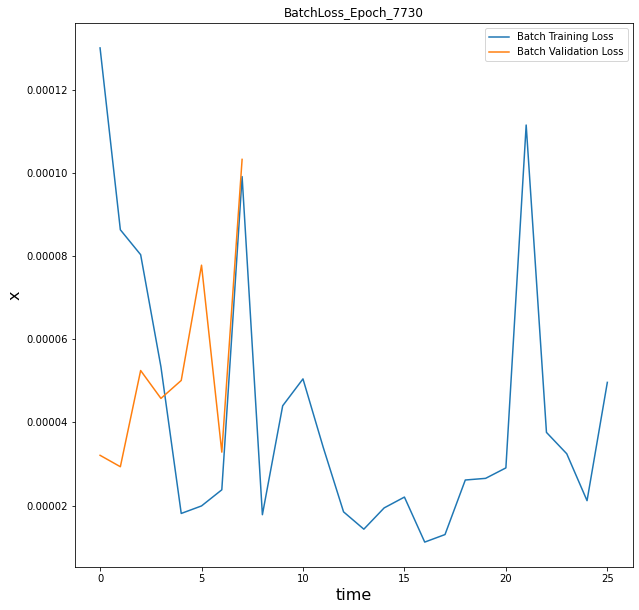 BatchLoss_Epoch_7730
Batch Training Loss
Batch Validation Loss
0.00012
0.00010
0.00008
0.00006
0.00004
0.00002
x
0 5 10 15 20 25
time